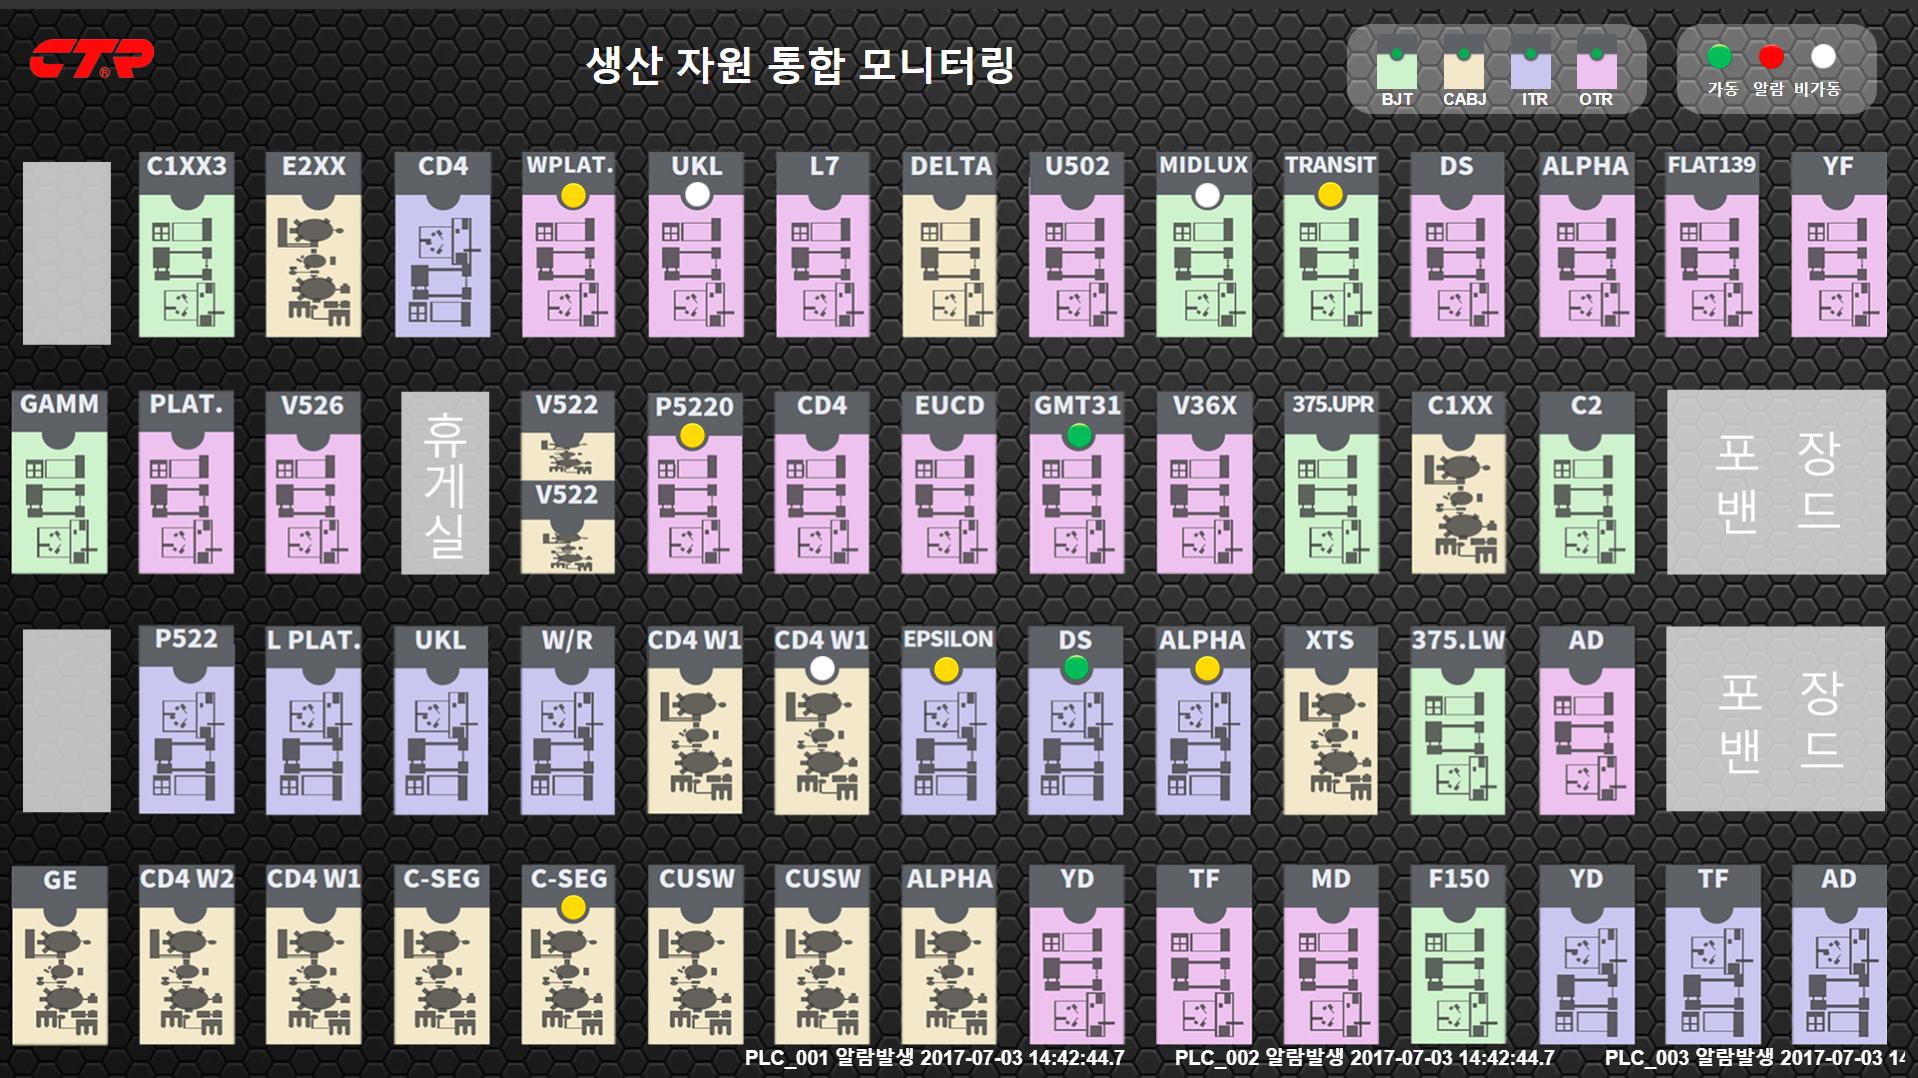 CTR®
생산 자원 통합 모니터링
BJT CABJ ITR OTR
가동 알람 비가동
C1XX3 E2XX CD4 WPLAT. UKL L7 DELTA U502 MIDLUX TRANSIT DS ALPHA FLAT139 YF
GAMM PLAT. V526 휴게실 V522 P5220 CD4 EUCD GMT31 V36X 375.UPR C1XX C2
V522
포 장
밴 드
P522 L PLAT. UKL W/R CD4 W1 CD4 W1 EPSILON DS ALPHA XTS 375.LW AD
포 장
밴 드
GE CD4 W2 CD4 W1 C-SEG C-SEG CUSW CUSW ALPHA YD TF MD F150 YD TF AD
PLC_001 알람발생 2017-07-03 14:42:44.7 PLC_002 알람발생 2017-07-03 14:42:44.7 PLC_003 알람발생 2017-07-03